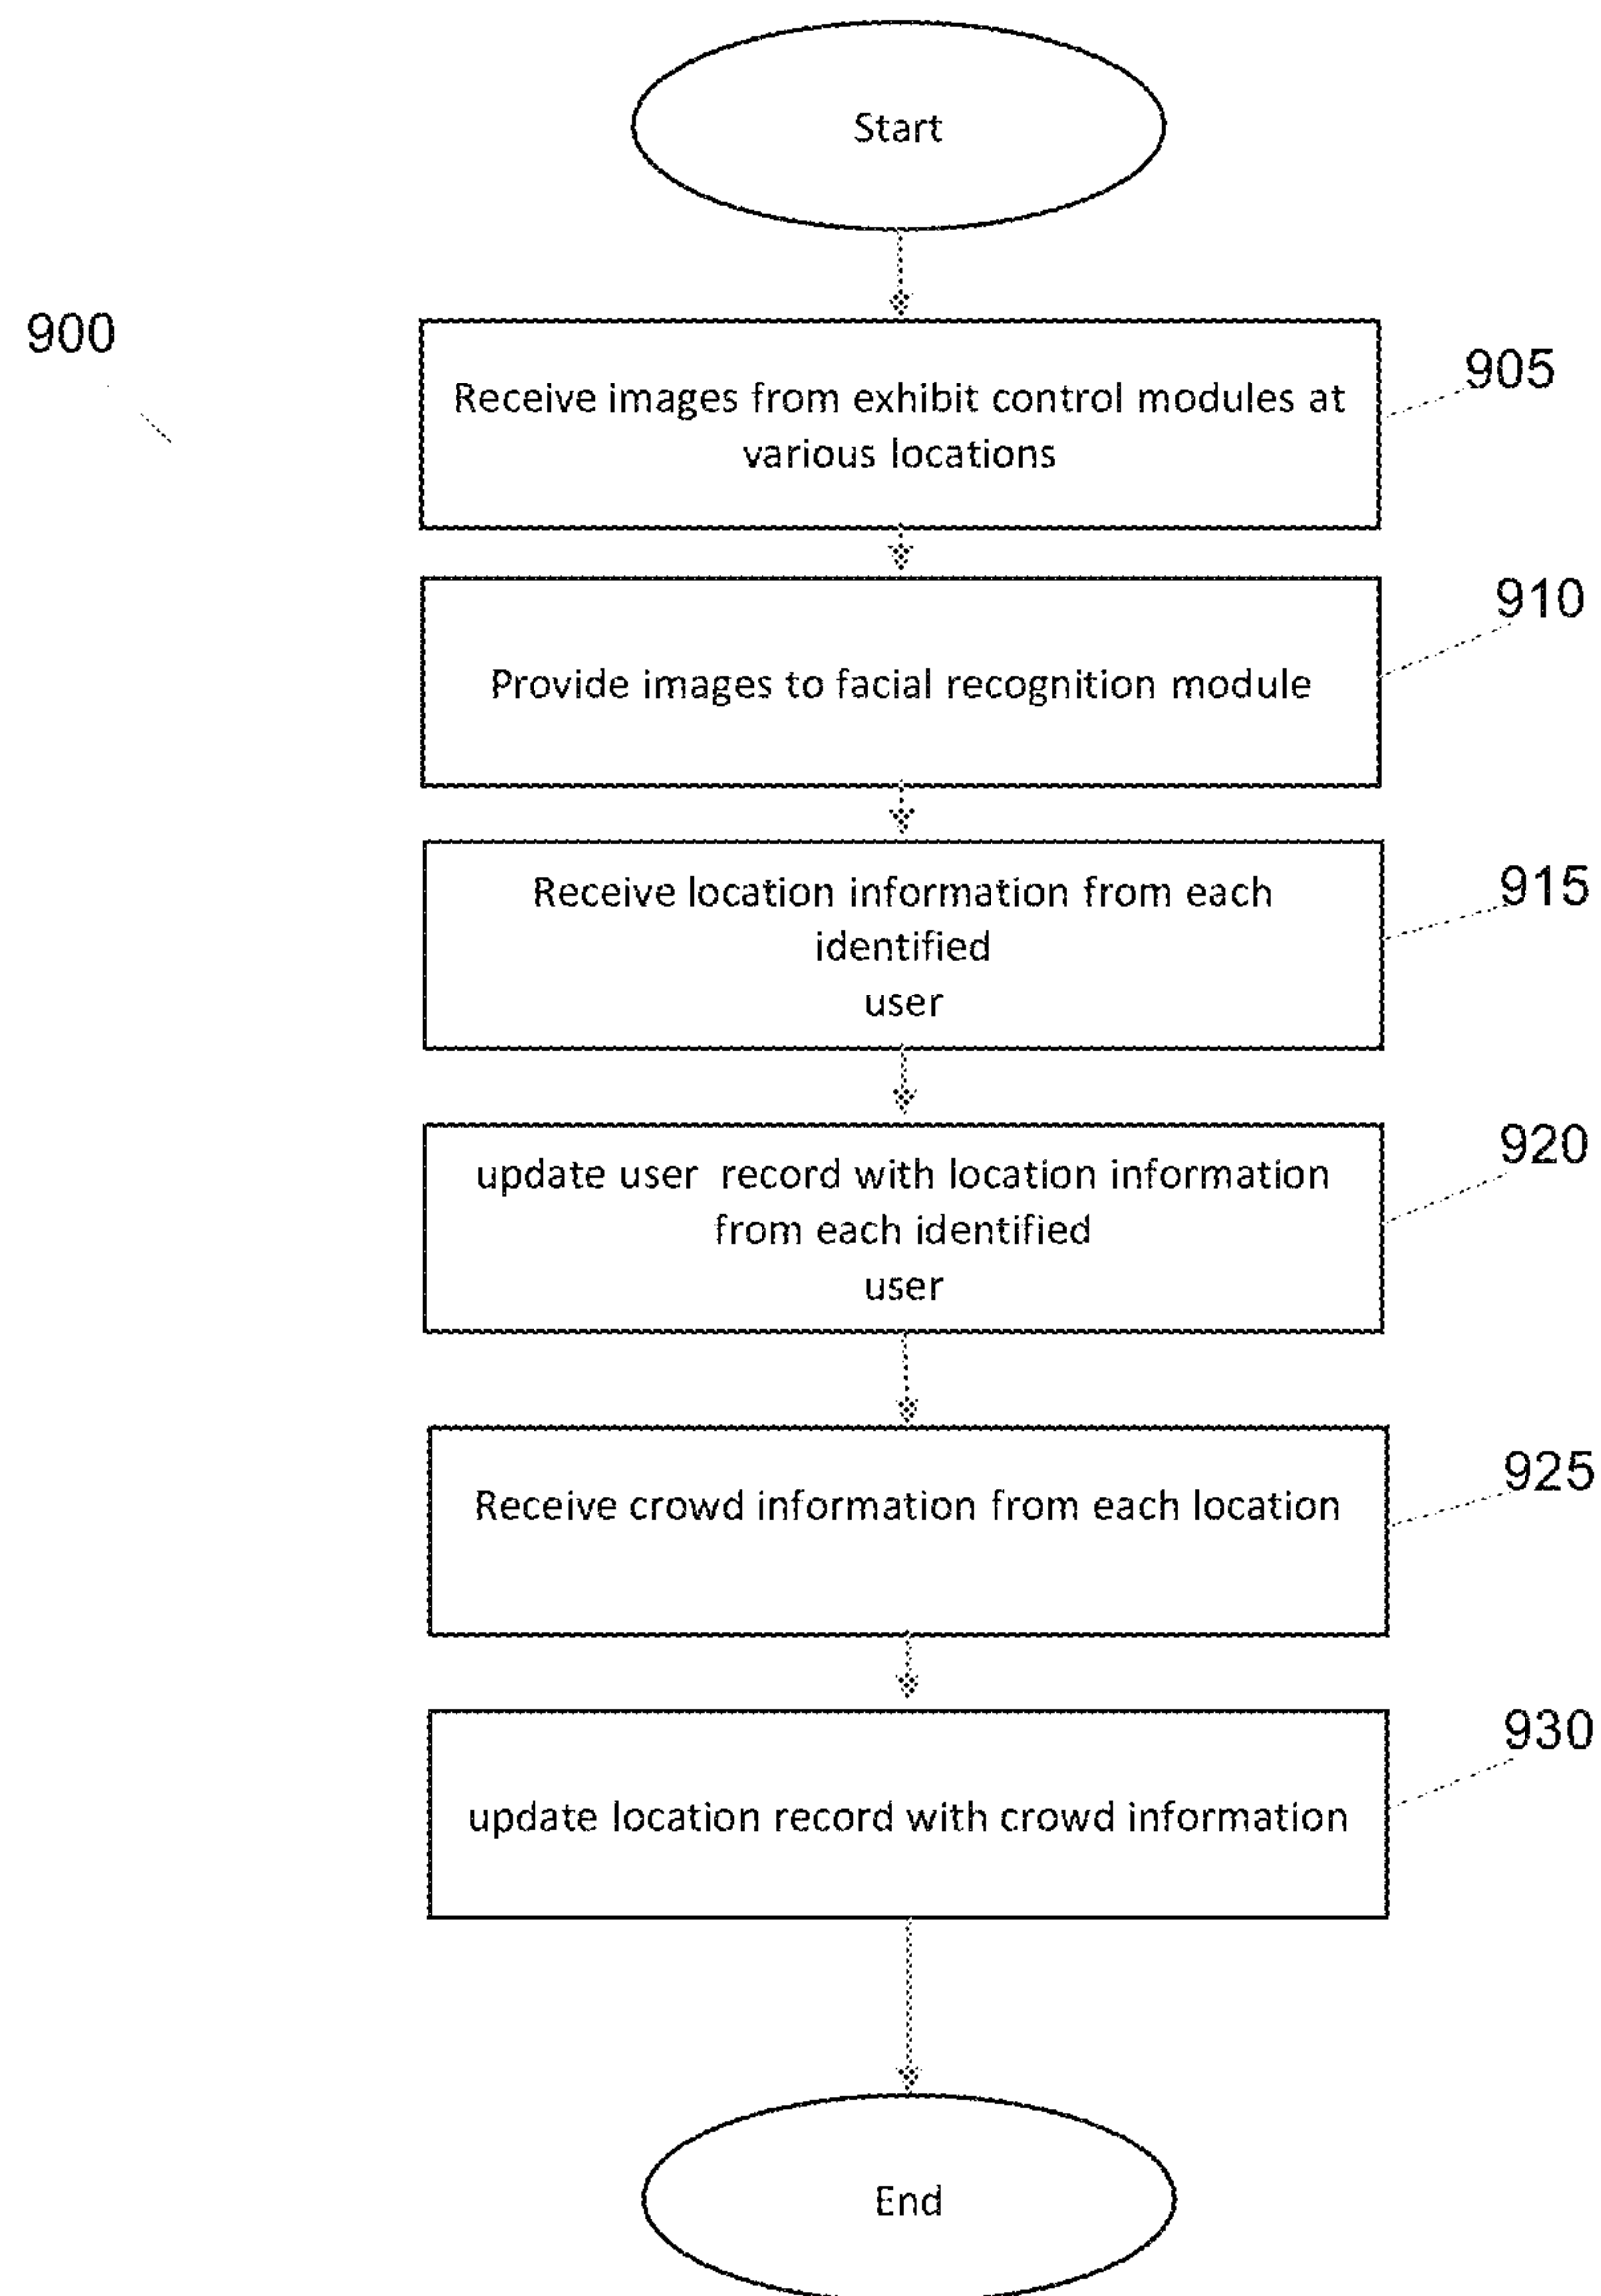 Start
900
Receive images from exhibit control modules at
various locations
905
Provide images to facial recognition module
910
Receive location information from each
identified
user
915
update user record with location information
from each identified
user
920
Receive crowd information from each location
925
update location record with crowd information
930
End